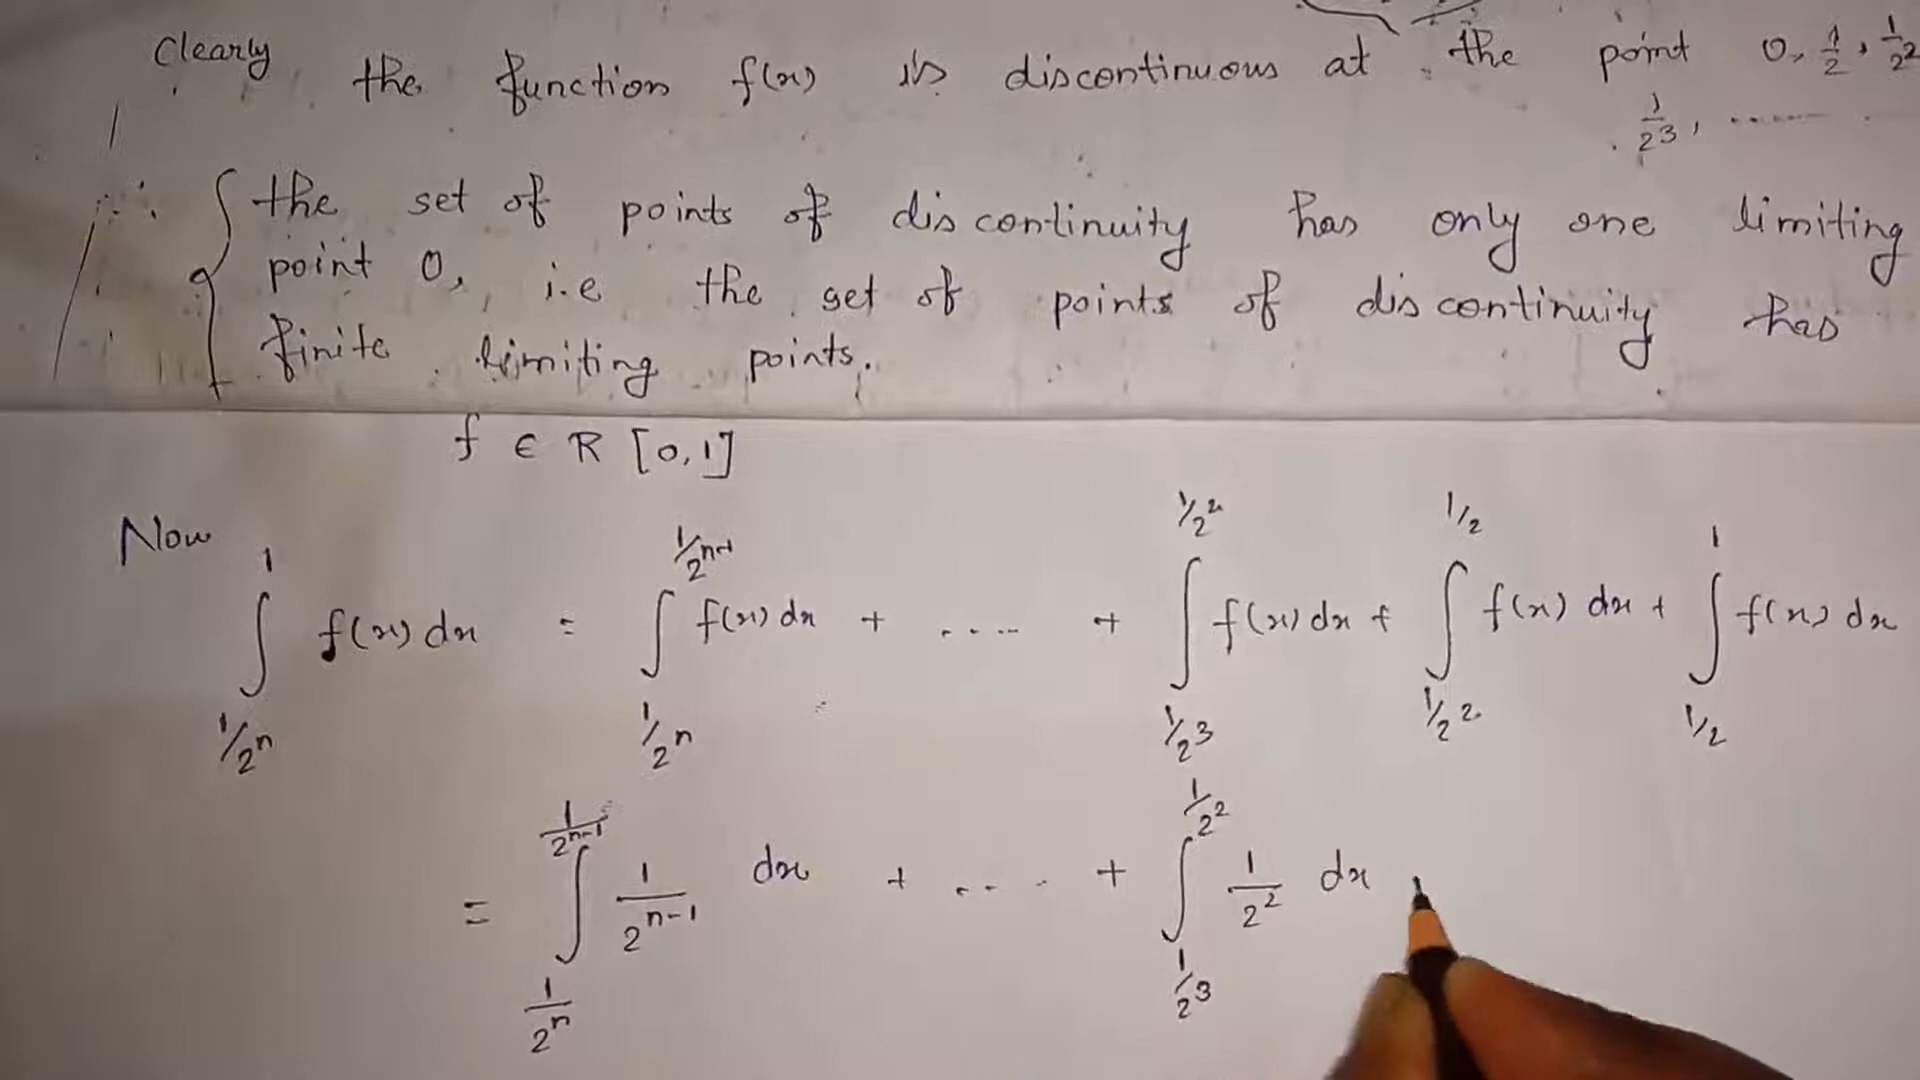 Clearly the function f(x) is discontinuous at the point 0, 1/2, 1/2²
1/2³, ......
∴ the set of points of discontinuity has only one limiting
point 0, i.e the set of points of discontinuity has
finite limiting points.
f ∈ R [0,1]
Now
∫_{1/2^n}^{1} f(x) dx = ∫_{1/2^n}^{1/2^{n-1}} f(x) dx + .... + ∫_{1/2^3}^{1/2^2} f(x) dx + ∫_{1/2^2}^{1/2} f(x) dx + ∫_{1/2}^{1} f(x) dx
= ∫_{1/2^n}^{1/2^{n-1}} 1/2^{n-1} dx + .... + ∫_{1/2^3}^{1/2^2} 1/2^2 dx